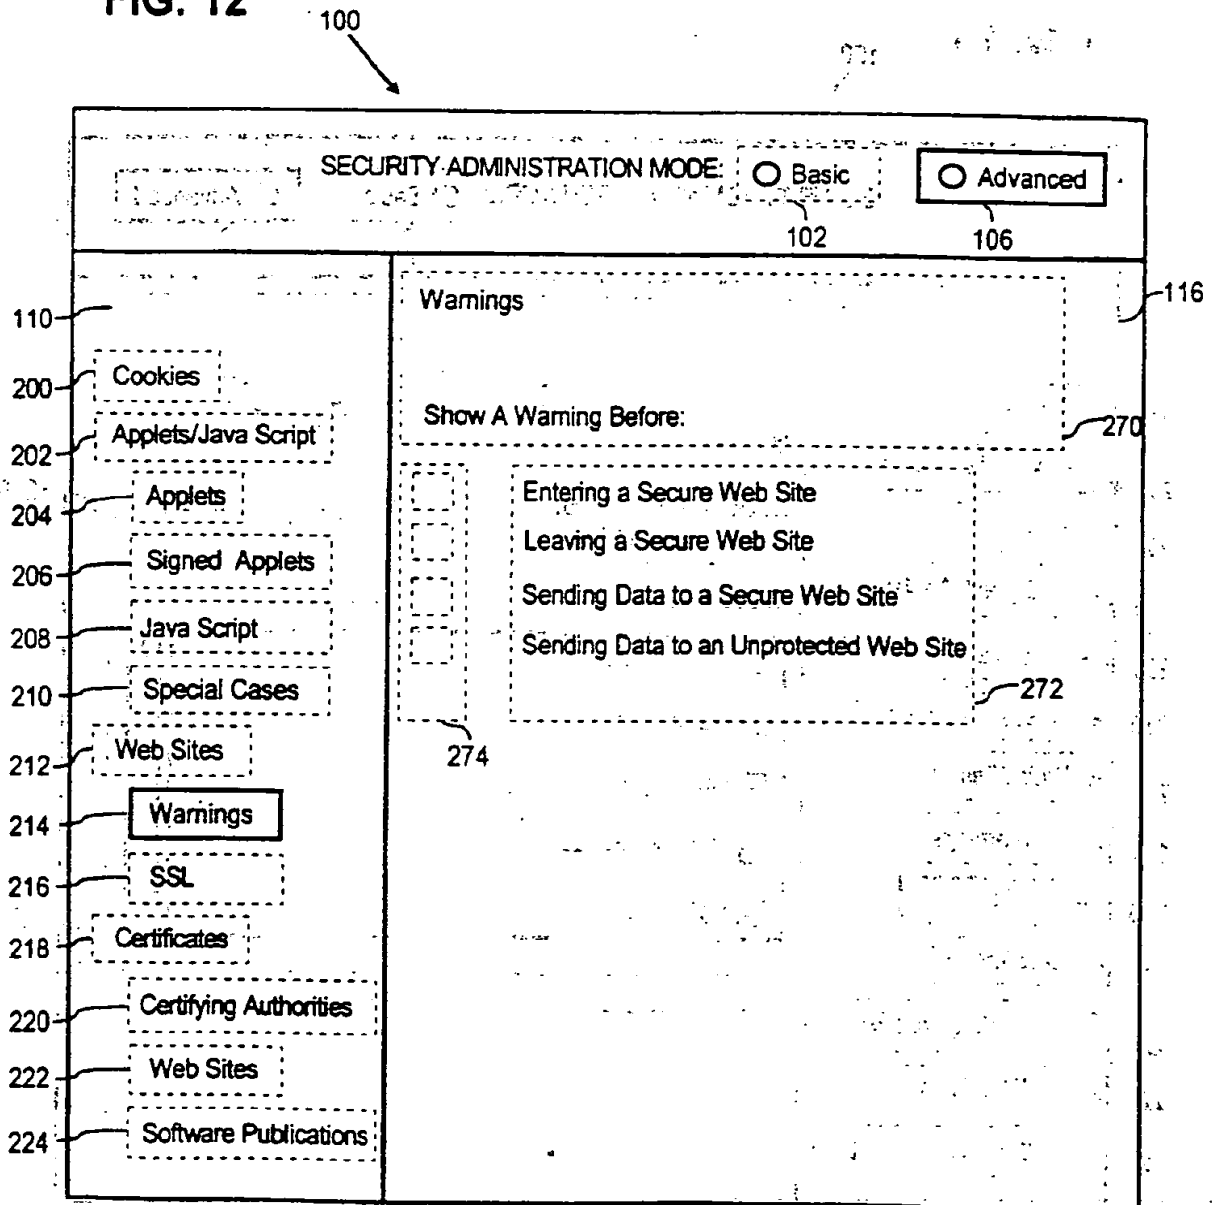 FIG. 12
100
SECURITY ADMINISTRATION MODE:
Basic
Advanced
102
106
110
116
Warnings
Show A Warning Before:
270
200
Cookies
202
Applets/Java Script
204
Applets
206
Signed Applets
208
Java Script
210
Special Cases
212
Web Sites
214
Warnings
216
SSL
218
Certificates
220
Certifying Authorities
222
Web Sites
224
Software Publications
Entering a Secure Web Site
Leaving a Secure Web Site
Sending Data to a Secure Web Site
Sending Data to an Unprotected Web Site
272
274